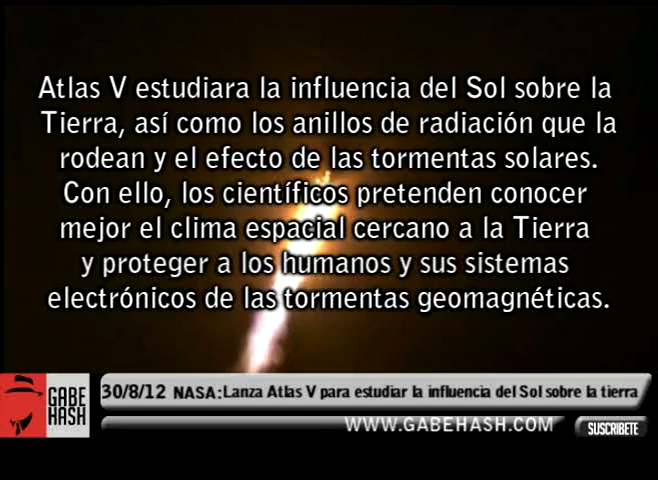 Atlas V estudiara la influencia del Sol sobre la
Tierra, así como los anillos de radiación que la
rodean y el efecto de las tormentas solares.
Con ello, los científicos pretenden conocer
mejor el clima espacial cercano a la Tierra
y proteger a los humanos y sus sistemas
electrónicos de las tormentas geomagnéticas.
GABE
HASH
30/8/12 NASA:Lanza Atlas V para estudiar la influencia del Sol sobre la tierra
WWW.GABEHASH.COM
SUSCRIBETE